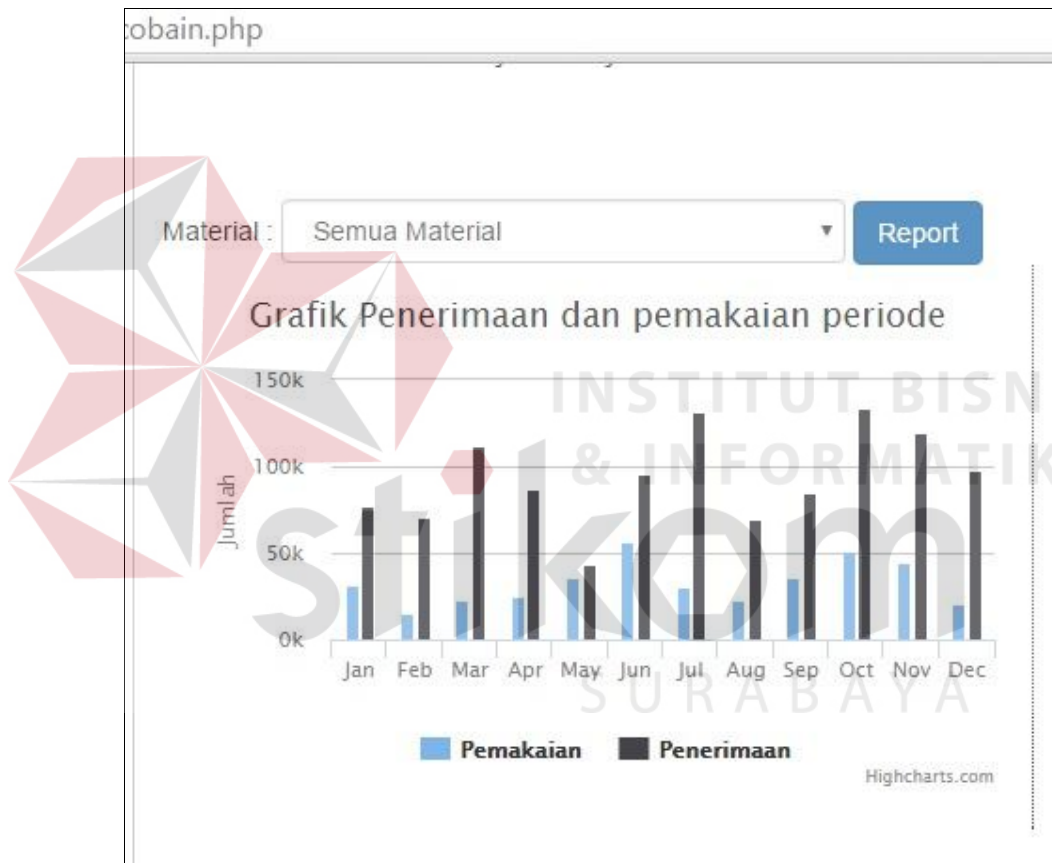 cobain.php
Material : Semua Material Report
Grafik Penerimaan dan pemakaian periode
150k
100k
50k
0k
Jumlah
Jan Feb Mar Apr May Jun Jul Aug Sep Oct Nov Dec
Pemakaian Penerimaan
Highcharts.com
INSTITUT BISN
& INFORMATIK
stikom
SURABAYA